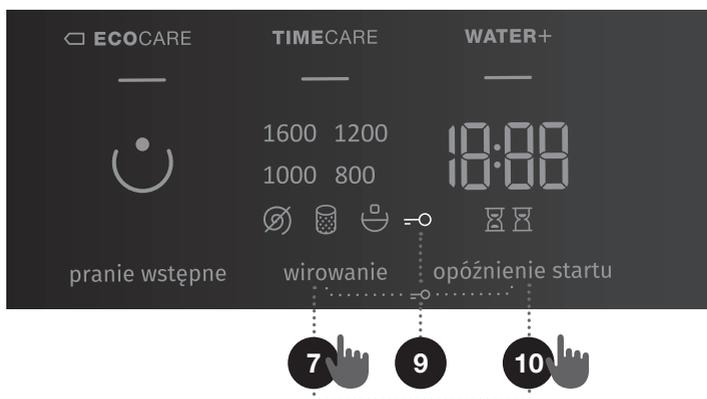 ECOCARE TIMECARE WATER+
1600 1200 18:88
1000 800
pranie wstępne wirowanie opóźnienie startu
7 9 10